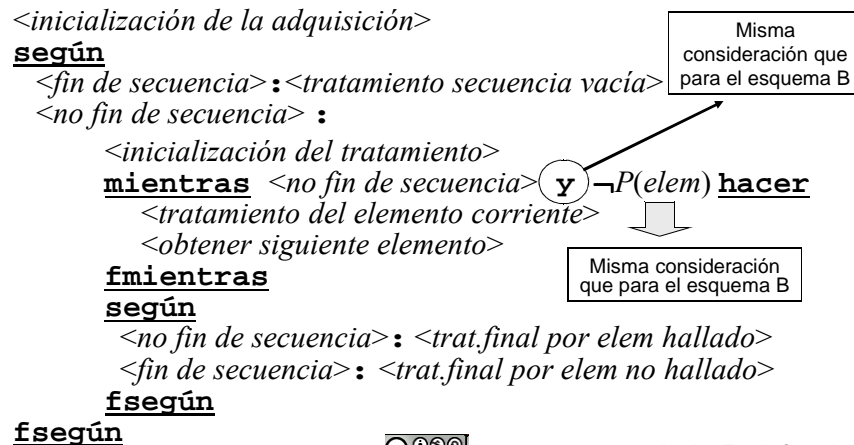 <inicialización de la adquisición>
según
<fin de secuencia>:<tratamiento secuencia vacía>
<no fin de secuencia> :
<inicialización del tratamiento>
mientras <no fin de secuencia> y ¬P(elem) hacer
<tratamiento del elemento corriente>
<obtener siguiente elemento>
fmientras
según
<no fin de secuencia>: <trat.final por elem hallado>
<fin de secuencia>: <trat.final por elem no hallado>
fsegún
fsegún
Misma
consideración que
para el esquema B
Misma consideración
que para el esquema B